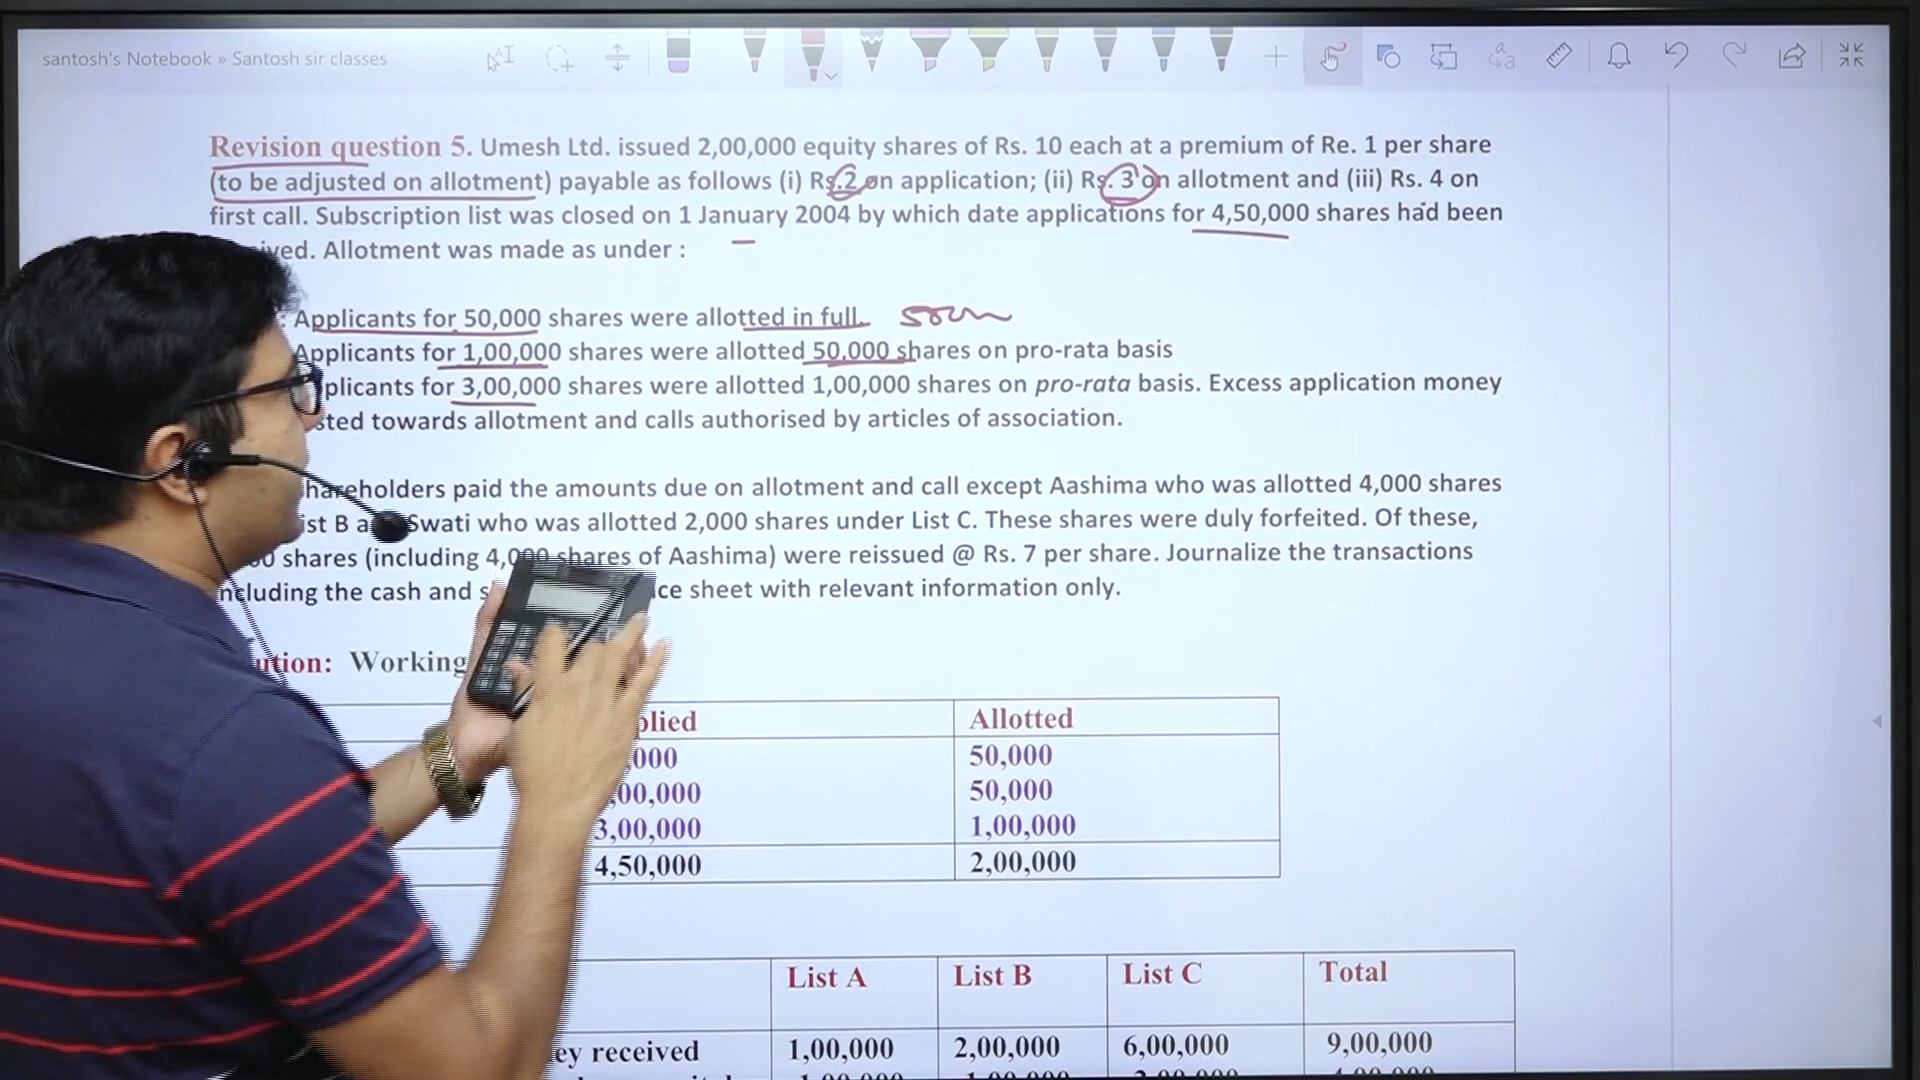 santosh's Notebook » Santosh sir classes
Revision question 5. Umesh Ltd. issued 2,00,000 equity shares of Rs. 10 each at a premium of Re. 1 per share
(to be adjusted on allotment) payable as follows (i) Rs.2 on application; (ii) Rs. 3 on allotment and (iii) Rs. 4 on
first call. Subscription list was closed on 1 January 2004 by which date applications for 4,50,000 shares had been
ived. Allotment was made as under :
: Applicants for 50,000 shares were allotted in full.
Applicants for 1,00,000 shares were allotted 50,000 shares on pro-rata basis
plicants for 3,00,000 shares were allotted 1,00,000 shares on pro-rata basis. Excess application money
sted towards allotment and calls authorised by articles of association.
hareholders paid the amounts due on allotment and call except Aashima who was allotted 4,000 shares
ist B a Swati who was allotted 2,000 shares under List C. These shares were duly forfeited. Of these,
0 shares (including 4,000 shares of Aashima) were reissued @ Rs. 7 per share. Journalize the transactions
ncluding the cash and s ce sheet with relevant information only.
ution: Working
plied Allotted
000 50,000
,00,000 50,000
3,00,000 1,00,000
4,50,000 2,00,000
List A List B List C Total
ey received 1,00,000 2,00,000 6,00,000 9,00,000